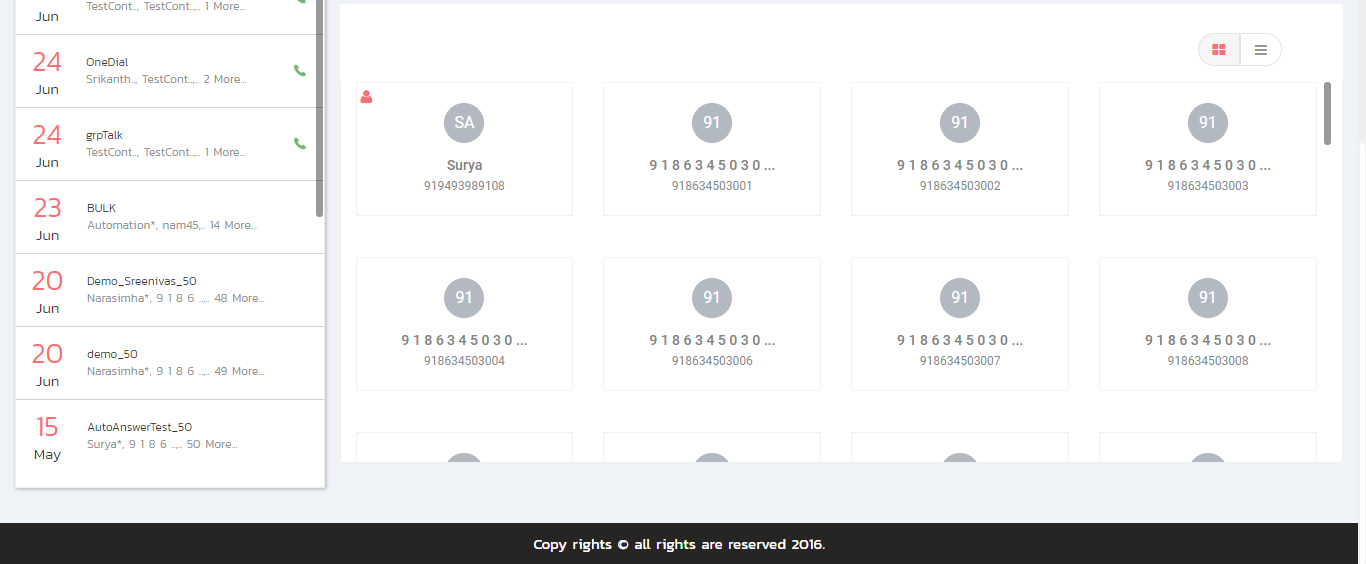 TestCont.., TestCont..,.. 1 More...
Jun
24
Jun
OneDial
Srikanth.., TestCont..,.. 2 More...
24
Jun
grpTalk
TestCont.., TestCont..,.. 1 More...
23
Jun
BULK
Automation*, nam45,.. 14 More...
20
Jun
Demo_Sreenivas_50
Narasimha*, 9 1 8 6 ..,.. 48 More...
20
Jun
demo_50
Narasimha*, 9 1 8 6 ..,.. 49 More...
15
May
AutoAnswerTest_50
Surya*, 9 1 8 6 ..,.. 50 More...
SA
Surya
919493989108
91
9 1 8 6 3 4 5 0 3 0 ...
918634503001
91
9 1 8 6 3 4 5 0 3 0 ...
918634503002
91
9 1 8 6 3 4 5 0 3 0 ...
918634503003
91
9 1 8 6 3 4 5 0 3 0 ...
918634503004
91
9 1 8 6 3 4 5 0 3 0 ...
918634503006
91
9 1 8 6 3 4 5 0 3 0 ...
918634503007
91
9 1 8 6 3 4 5 0 3 0 ...
918634503008
Copy rights © all rights are reserved 2016.